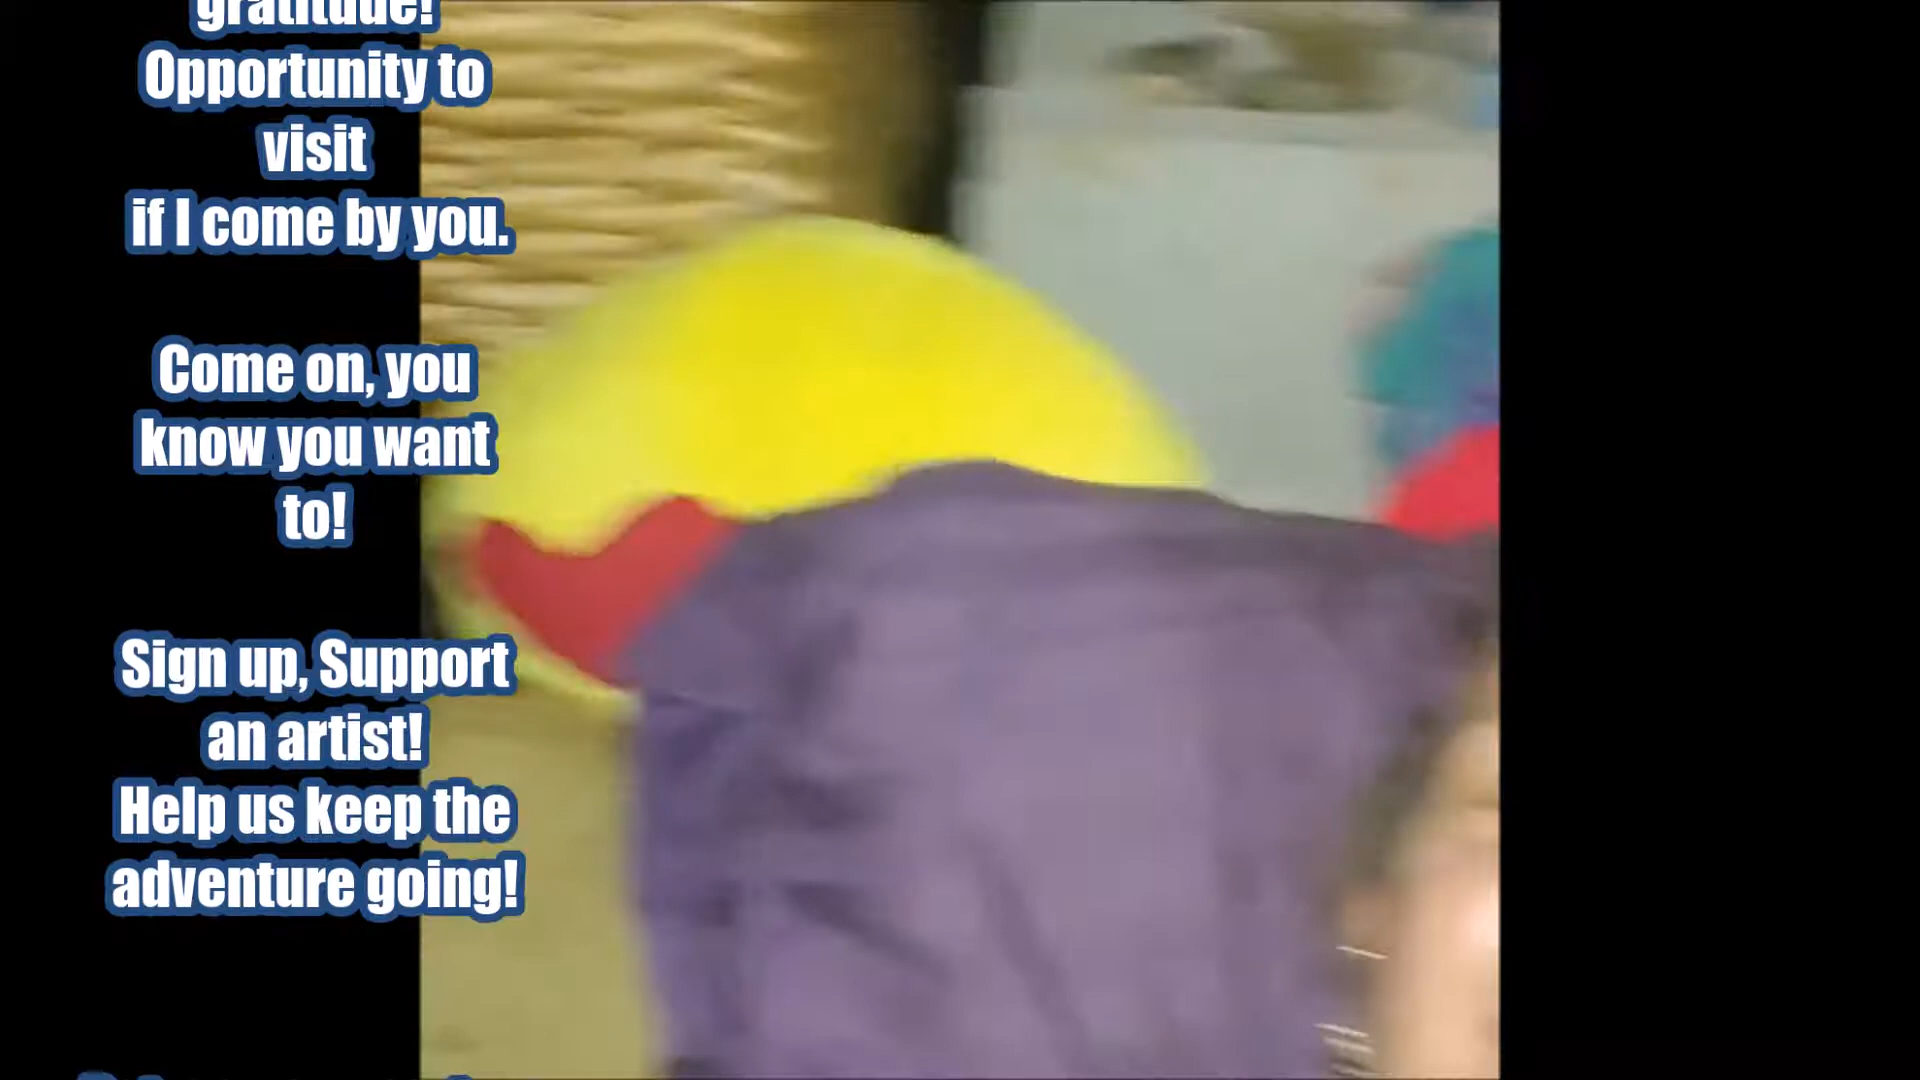 gratitude!
Opportunity to
visit
if I come by you.
Come on, you
know you want
to!
Sign up, Support
an artist!
Help us keep the
adventure going!